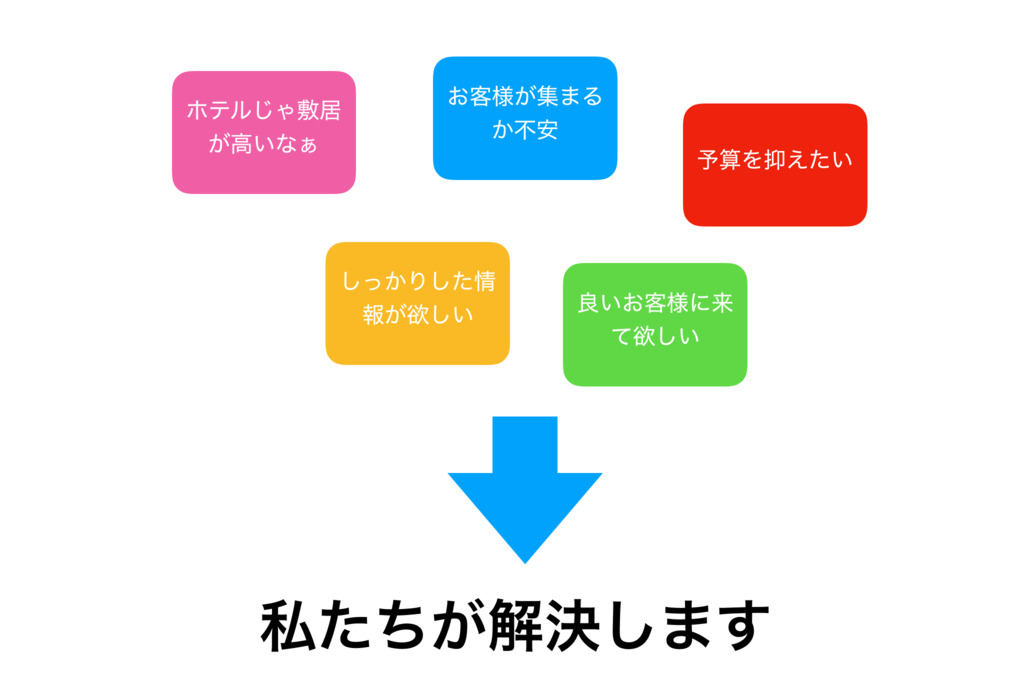 ホテルじゃ敷居
が高いなぁ
お客様が集まる
か不安
予算を抑えたい
しっかりした情
報が欲しい
良いお客様に来
て欲しい
私たちが解決します